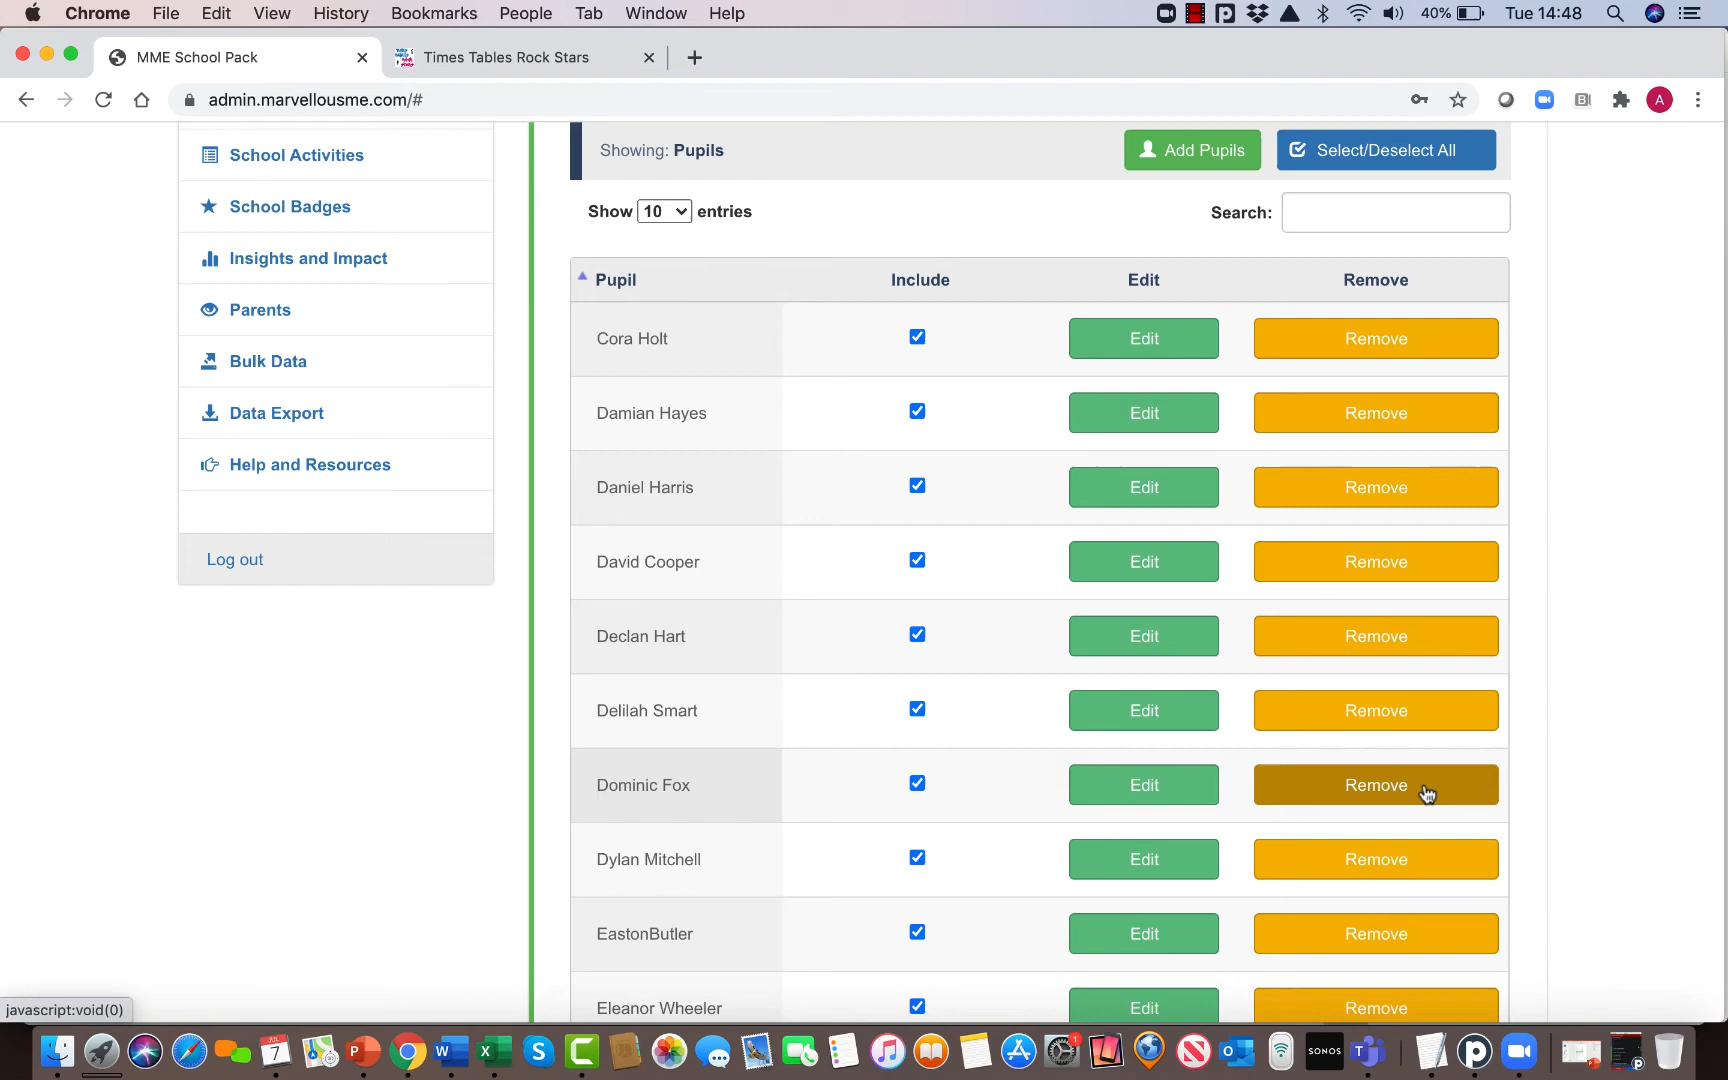 Chrome File Edit View History Bookmarks People Tab Window Help 40% Tue 14:48
MME School Pack Times Tables Rock Stars
admin.marvellousme.com/# A
School Activities
School Badges
Insights and Impact
Parents
Bulk Data
Data Export
Help and Resources
Log out
Showing: Pupils Add Pupils Select/Deselect All
Show 10 entries Search:
Pupil Include Edit Remove
Cora Holt Edit Remove
Damian Hayes Edit Remove
Daniel Harris Edit Remove
David Cooper Edit Remove
Declan Hart Edit Remove
Delilah Smart Edit Remove
Dominic Fox Edit Remove
Dylan Mitchell Edit Remove
EastonButler Edit Remove
Eleanor Wheeler Edit Remove
javascript:void(0)
SONOS